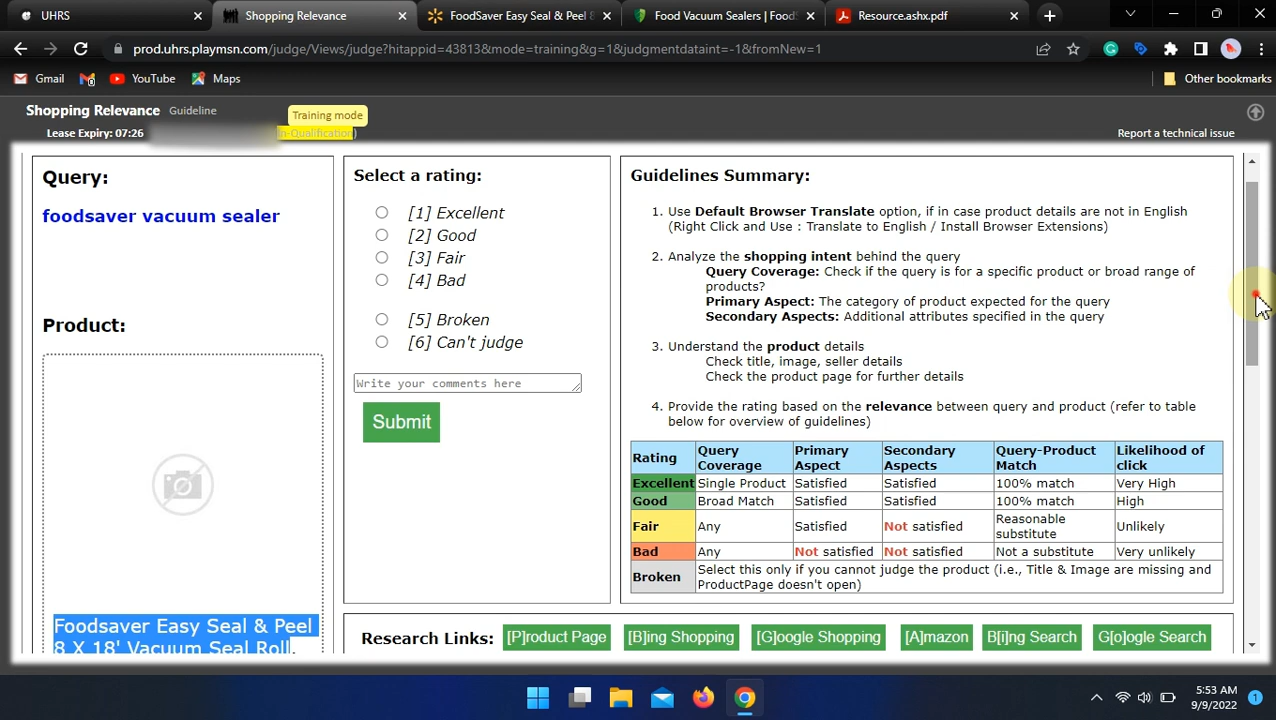 UHRS
Shopping Relevance
FoodSaver Easy Seal & Peel 8
Food Vacuum Sealers | FoodS
Resource.ashx.pdf
prod.uhrs.playmsn.com/judge/Views/judge?hitappid=43813&mode=training&g=1&judgmentdataint=-1&fromNew=1
Gmail
YouTube
Maps
Other bookmarks
Shopping Relevance Guideline
Training mode
Lease Expiry: 07:26
n-Qualification)
Report a technical issue
Query:
foodsaver vacuum sealer
Product:
Foodsaver Easy Seal & Peel
8 X 18' Vacuum Seal Roll,
Select a rating:
[1] Excellent
[2] Good
[3] Fair
[4] Bad
[5] Broken
[6] Can't judge
Write your comments here
Submit
Guidelines Summary:
1. Use Default Browser Translate option, if in case product details are not in English
(Right Click and Use : Translate to English / Install Browser Extensions)
2. Analyze the shopping intent behind the query
Query Coverage: Check if the query is for a specific product or broad range of
products?
Primary Aspect: The category of product expected for the query
Secondary Aspects: Additional attributes specified in the query
3. Understand the product details
Check title, image, seller details
Check the product page for further details
4. Provide the rating based on the relevance between query and product (refer to table
below for overview of guidelines)
Rating Query Coverage Primary Aspect Secondary Aspects Query-Product Match Likelihood of click
Excellent Single Product Satisfied Satisfied 100% match Very High
Good Broad Match Satisfied Satisfied 100% match High
Fair Any Satisfied Not satisfied Reasonable substitute Unlikely
Bad Any Not satisfied Not satisfied Not a substitute Very unlikely
Broken Select this only if you cannot judge the product (i.e., Title & Image are missing and
ProductPage doesn't open)
Research Links: [P]roduct Page [B]ing Shopping [G]oogle Shopping [A]mazon B[i]ng Search G[o]ogle Search
5:53 AM
9/9/2022
1